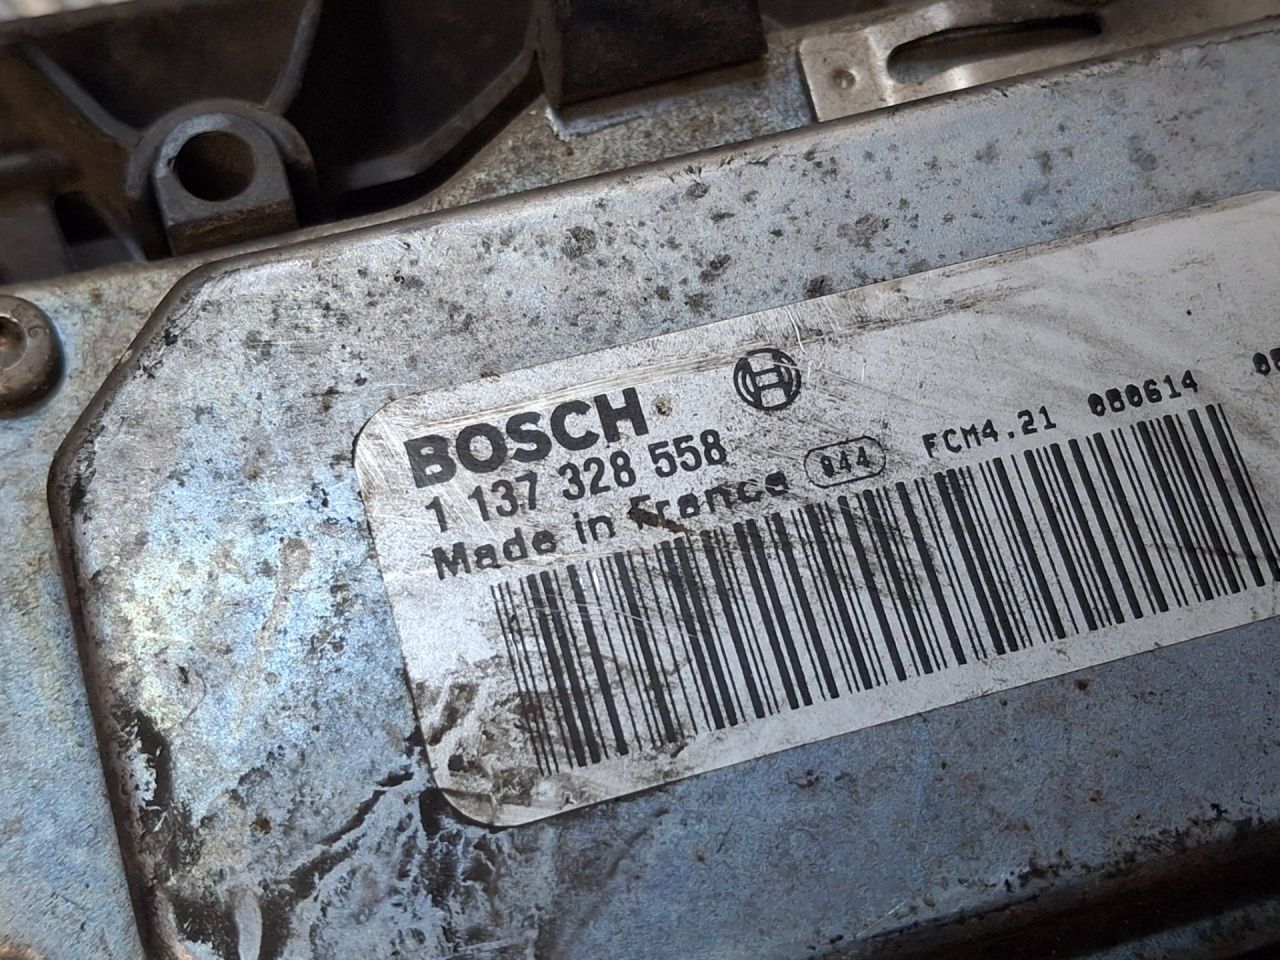 BOSCH
1 137 328 558
Made in France 944 FCM4.21 080614